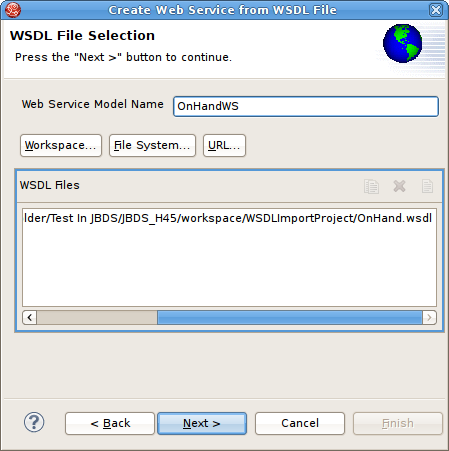 Create Web Service from WSDL File
WSDL File Selection
Press the "Next >" button to continue.
Web Service Model Name OnHandWS
Workspace... File System... URL...
WSDL Files
lder/Test In JBDS/JBDS_H45/workspace/WSDLImportProject/OnHand.wsdl
? < Back Next > Cancel Finish